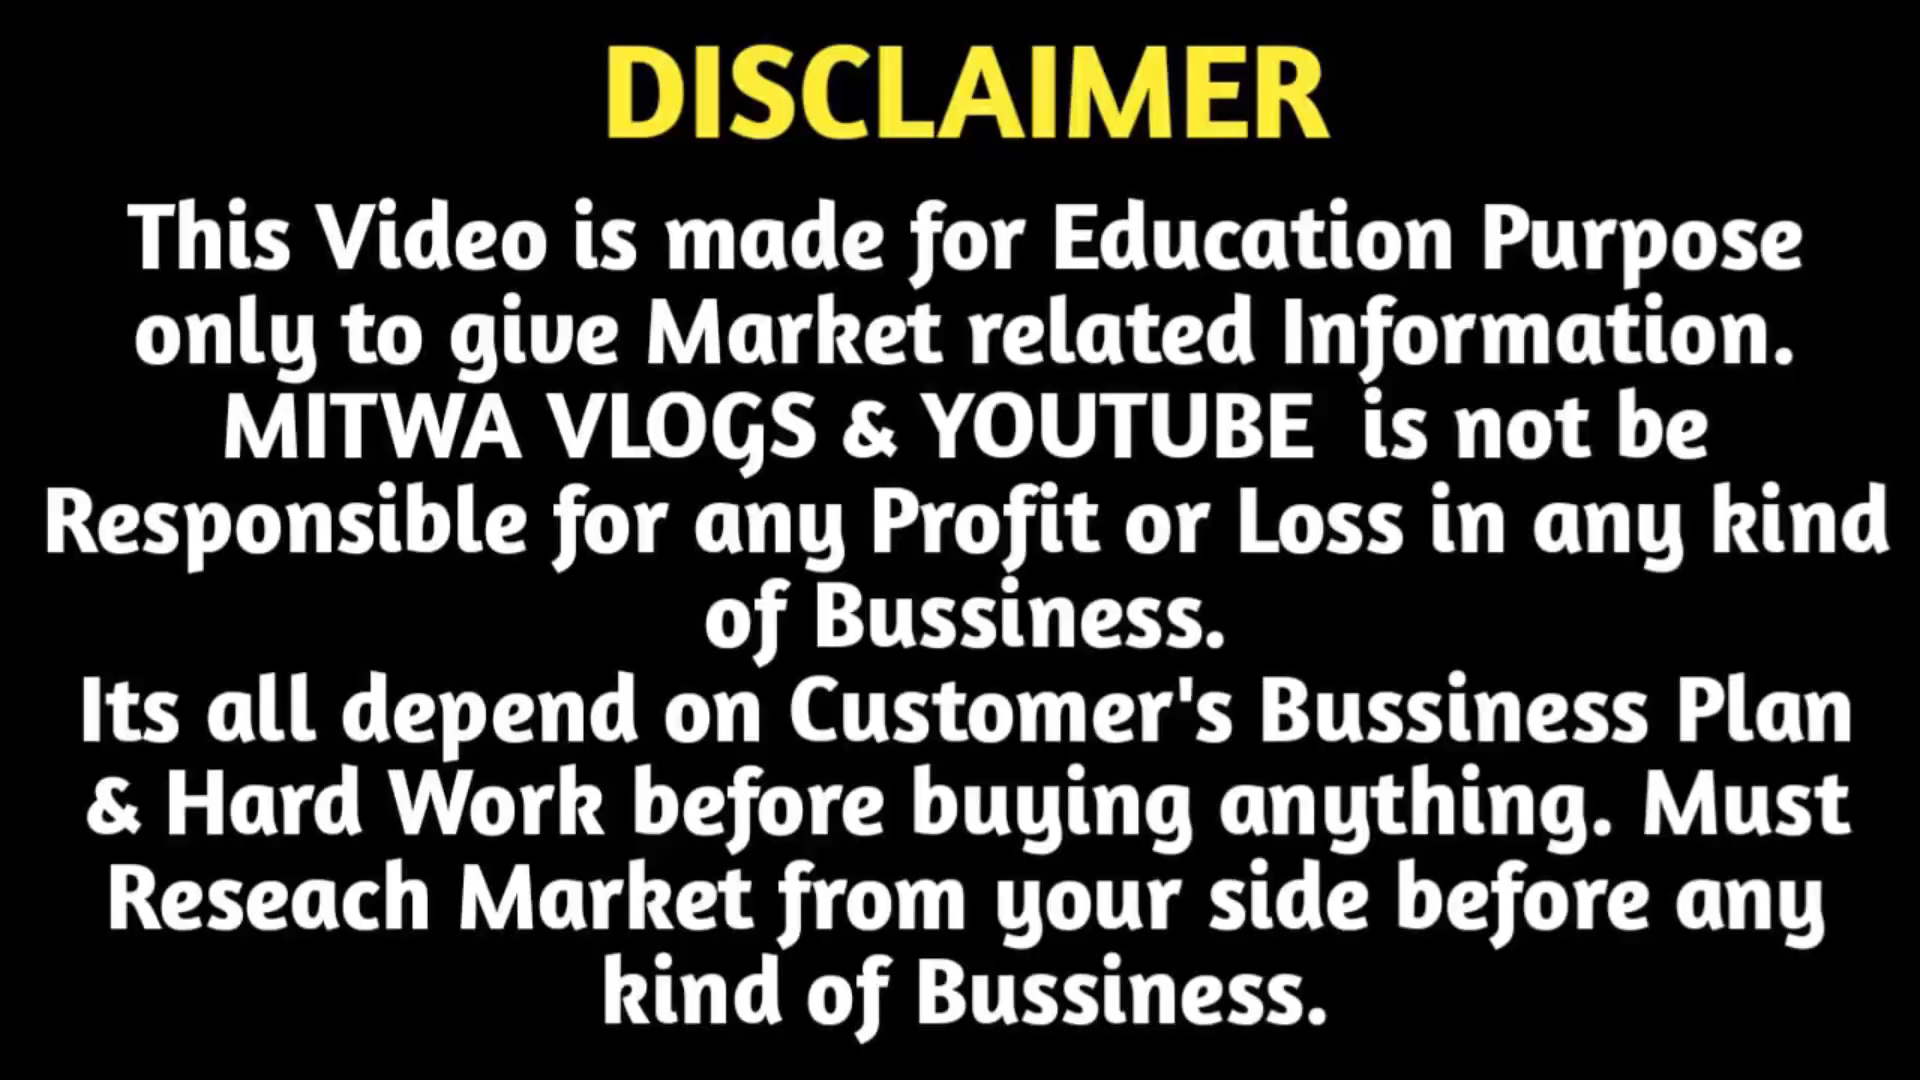 DISCLAIMER
This Video is made for Education Purpose
only to give Market related Information.
MITWA VLOGS & YOUTUBE is not be
Responsible for any Profit or Loss in any kind
of Bussiness.
Its all depend on Customer's Bussiness Plan
& Hard Work before buying anything. Must
Reseach Market from your side before any
kind of Bussiness.